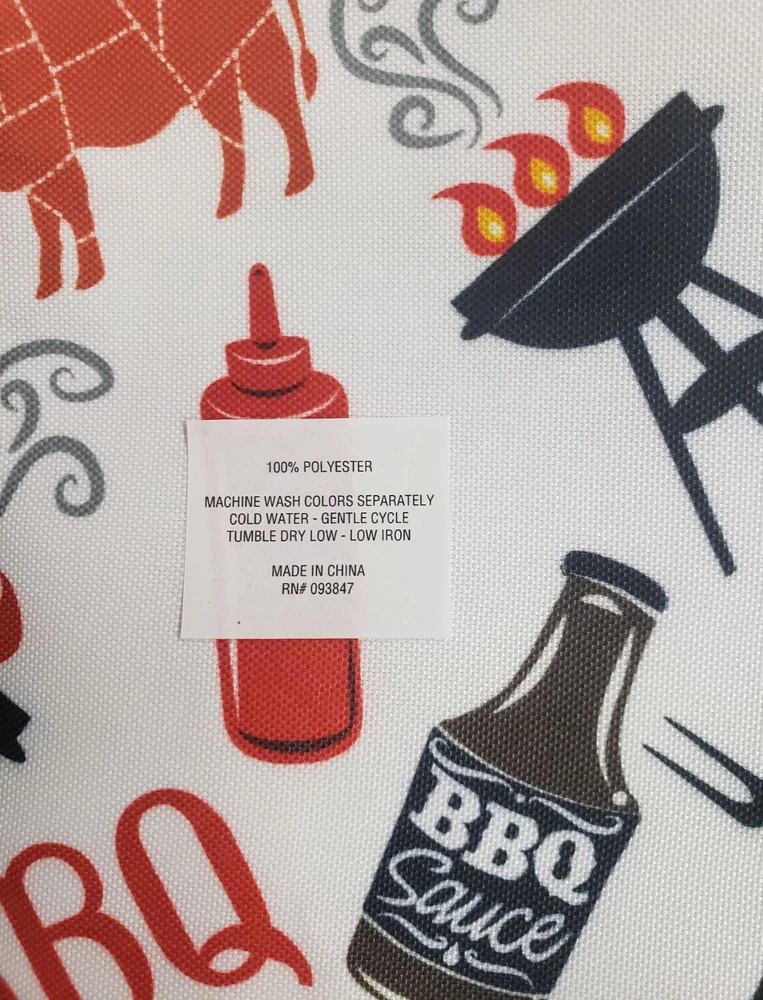 100% POLYESTER
MACHINE WASH COLORS SEPARATELY
COLD WATER - GENTLE CYCLE
TUMBLE DRY LOW - LOW IRON
MADE IN CHINA
RN# 093847
BBQ
Sauce
BBQ